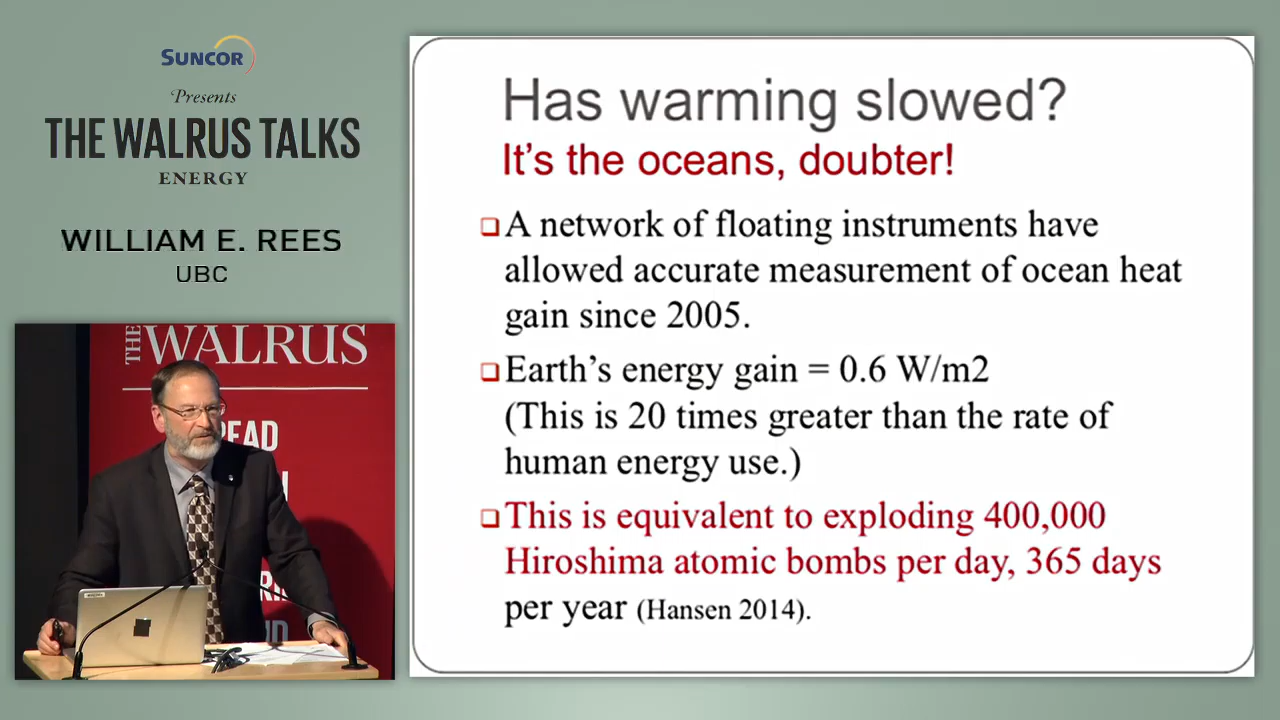 SUNCOR
Presents
THE WALRUS TALKS
ENERGY
WILLIAM E. REES
UBC
THE WALRUS
Has warming slowed?
It's the oceans, doubter!
A network of floating instruments have
allowed accurate measurement of ocean heat
gain since 2005.
Earth's energy gain = 0.6 W/m2
(This is 20 times greater than the rate of
human energy use.)
This is equivalent to exploding 400,000
Hiroshima atomic bombs per day, 365 days
per year (Hansen 2014).